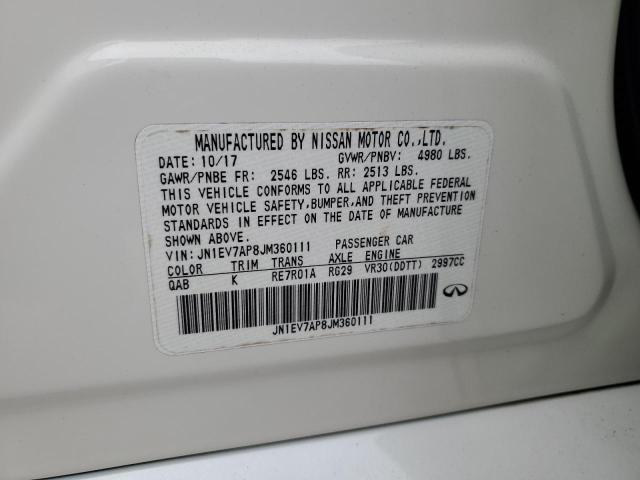 MANUFACTURED BY NISSAN MOTOR CO.,LTD.
DATE: 10/17 GVWR/PNBV: 4980 LBS.
GAWR/PNBE FR: 2546 LBS. RR: 2513 LBS.
THIS VEHICLE CONFORMS TO ALL APPLICABLE FEDERAL
MOTOR VEHICLE SAFETY,BUMPER,AND THEFT PREVENTION
STANDARDS IN EFFECT ON THE DATE OF MANUFACTURE
SHOWN ABOVE.
VIN: JN1EV7AP8JM360111 PASSENGER CAR
COLOR TRIM TRANS AXLE ENGINE
QAB K RE7R01A RG29 VR30(DDTT) 2997CC
JN1EV7AP8JM360111
INFINITI